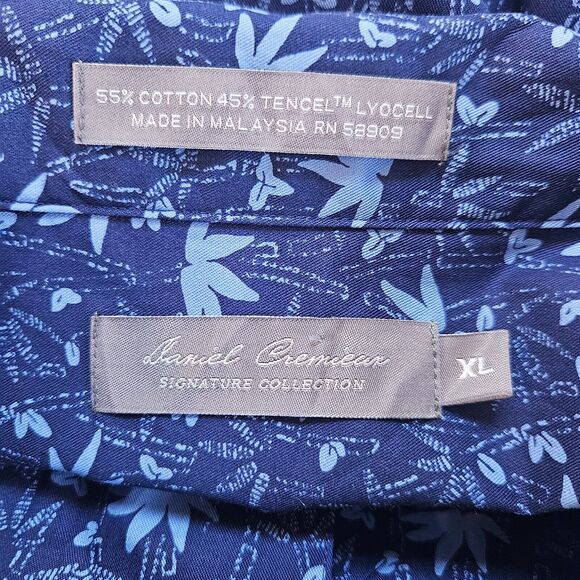 55% COTTON 45% TENCEL™ LYOCELL
MADE IN MALAYSIA RN 58909
Daniel Cremieux
SIGNATURE COLLECTION
XL